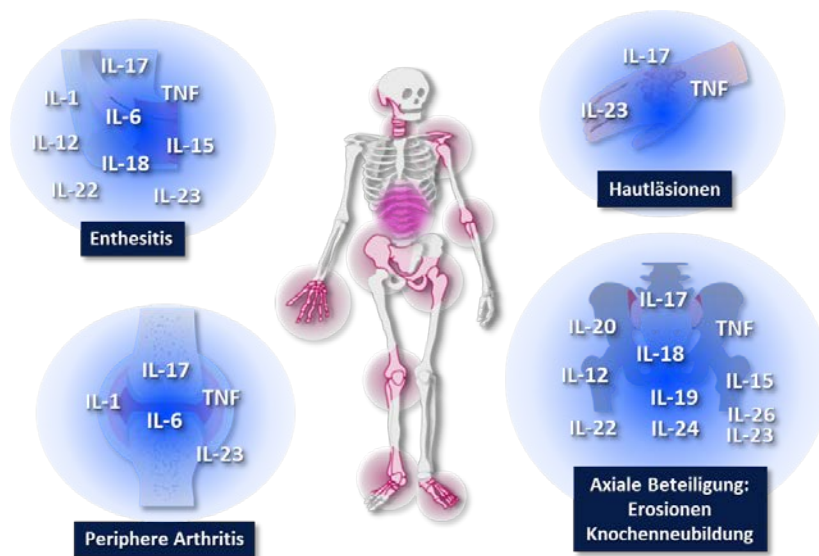 IL-17
IL-1
TNF
IL-6
IL-12
IL-15
IL-18
IL-22
IL-23
Enthesitis
IL-17
TNF
IL-23
Hautläsionen
IL-17
IL-1
TNF
IL-6
IL-23
Periphere Arthritis
IL-17
IL-20
TNF
IL-18
IL-12
IL-15
IL-19
IL-26
IL-22
IL-24
IL-23
Axiale Beteiligung:
Erosionen
Knochenneubildung